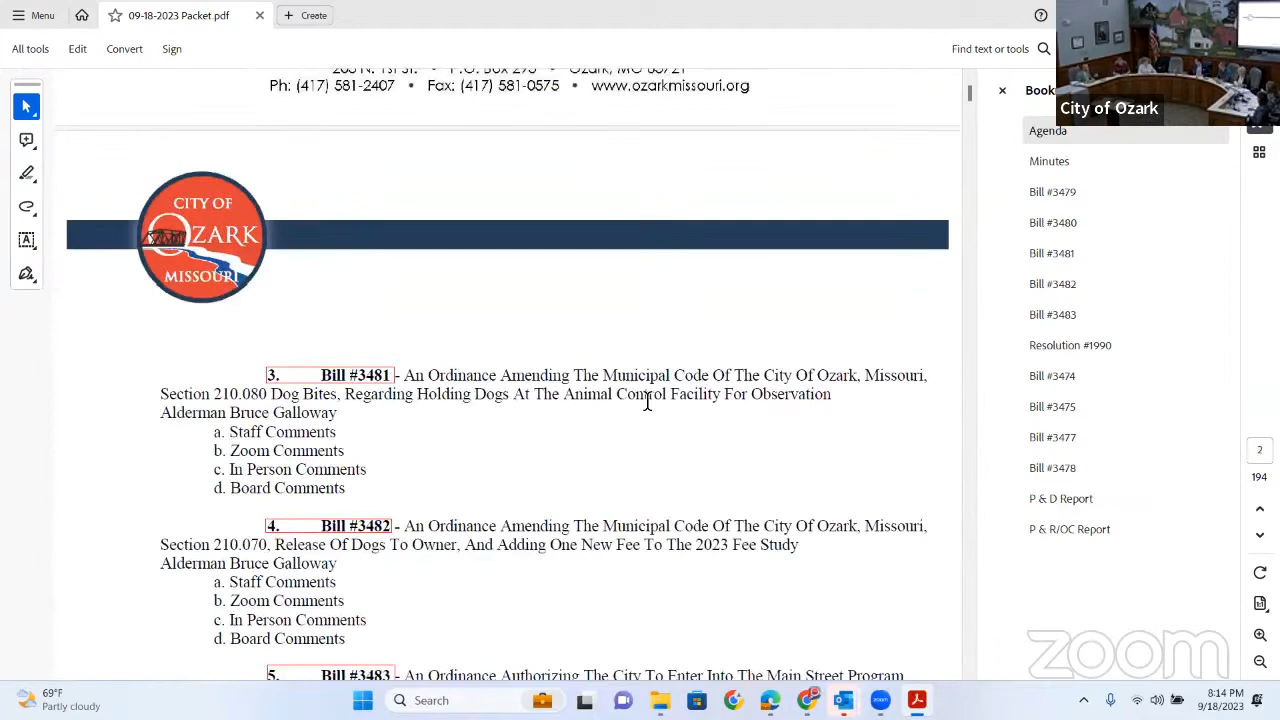 Menu
09-18-2023 Packet.pdf
Create
All tools Edit Convert Sign
Find text or tools
Ph: (417) 581-2407 • Fax: (417) 581-0575 • www.ozarkmissouri.org
CITY OF
OZARK
MISSOURI
3. Bill #3481 - An Ordinance Amending The Municipal Code Of The City Of Ozark, Missouri,
Section 210.080 Dog Bites, Regarding Holding Dogs At The Animal Control Facility For Observation
Alderman Bruce Galloway
a. Staff Comments
b. Zoom Comments
c. In Person Comments
d. Board Comments
4. Bill #3482 - An Ordinance Amending The Municipal Code Of The City Of Ozark, Missouri,
Section 210.070, Release Of Dogs To Owner, And Adding One New Fee To The 2023 Fee Study
Alderman Bruce Galloway
a. Staff Comments
b. Zoom Comments
c. In Person Comments
d. Board Comments
5. Bill #3483 - An Ordinance Authorizing The City To Enter Into The Main Street Program
City of Ozark
Book
Agenda
Minutes
Bill #3479
Bill #3480
Bill #3481
Bill #3482
Bill #3483
Resolution #1990
Bill #3474
Bill #3475
Bill #3477
Bill #3478
P & D Report
P & R/OC Report
2
194
zoom
69°F
Partly cloudy
Search
8:14 PM
9/18/2023